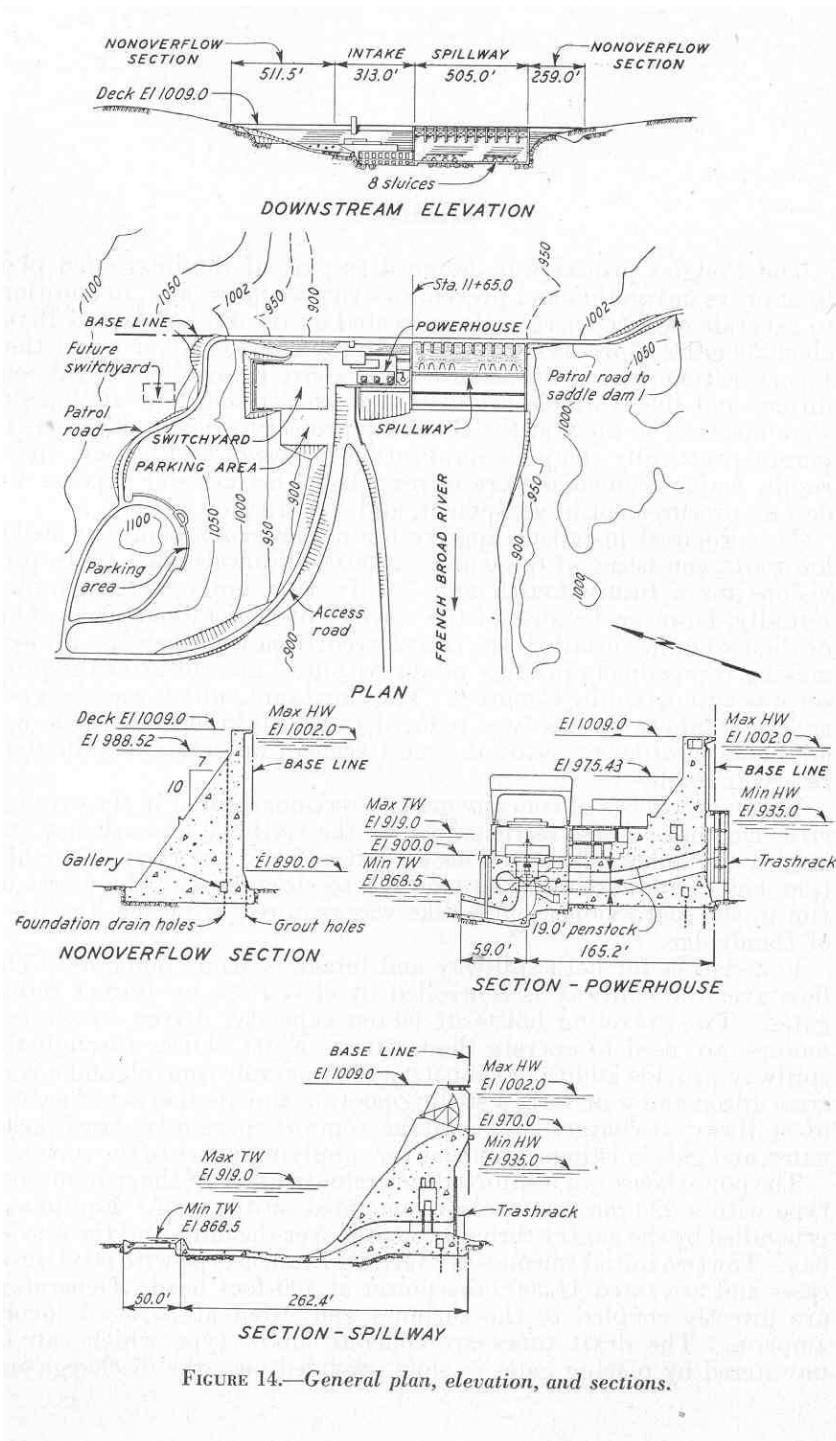 NONOVERFLOW
SECTION
INTAKE
SPILLWAY
NONOVERFLOW
SECTION
511.5'
313.0'
505.0'
259.0'
Deck El 1009.0
8 sluices
DOWNSTREAM ELEVATION
1100
1050
1002
950
900
950
Sta. 11+65.0
1002
BASE LINE
POWERHOUSE
1050
Future
switchyard
Patrol road to
saddle dam 1
1000
Patrol
road
SWITCHYARD
SPILLWAY
PARKING AREA
1100
1050
1000
950
900
950
900
Parking
area
1000
Access
road
900
FRENCH BROAD RIVER
PLAN
Deck El 1009.0
Max HW
El 1002.0
El 988.52
7
10
BASE LINE
Gallery
El 890.0
Foundation drain holes
Grout holes
NONOVERFLOW SECTION
El 1009.0
Max HW
El 1002.0
El 975.43
BASE LINE
Max TW
El 919.0
Min HW
El 935.0
El 900.0
Min TW
El 868.5
Trashrack
19.0' penstock
59.0'
165.2'
SECTION-POWERHOUSE
BASE LINE
El 1009.0
Max HW
El 1002.0
El 970.0
Max TW
El 919.0
Min HW
El 935.0
Min TW
El 868.5
Trashrack
50.0'
262.4'
SECTION-SPILLWAY
FIGURE 14.—General plan, elevation, and sections.